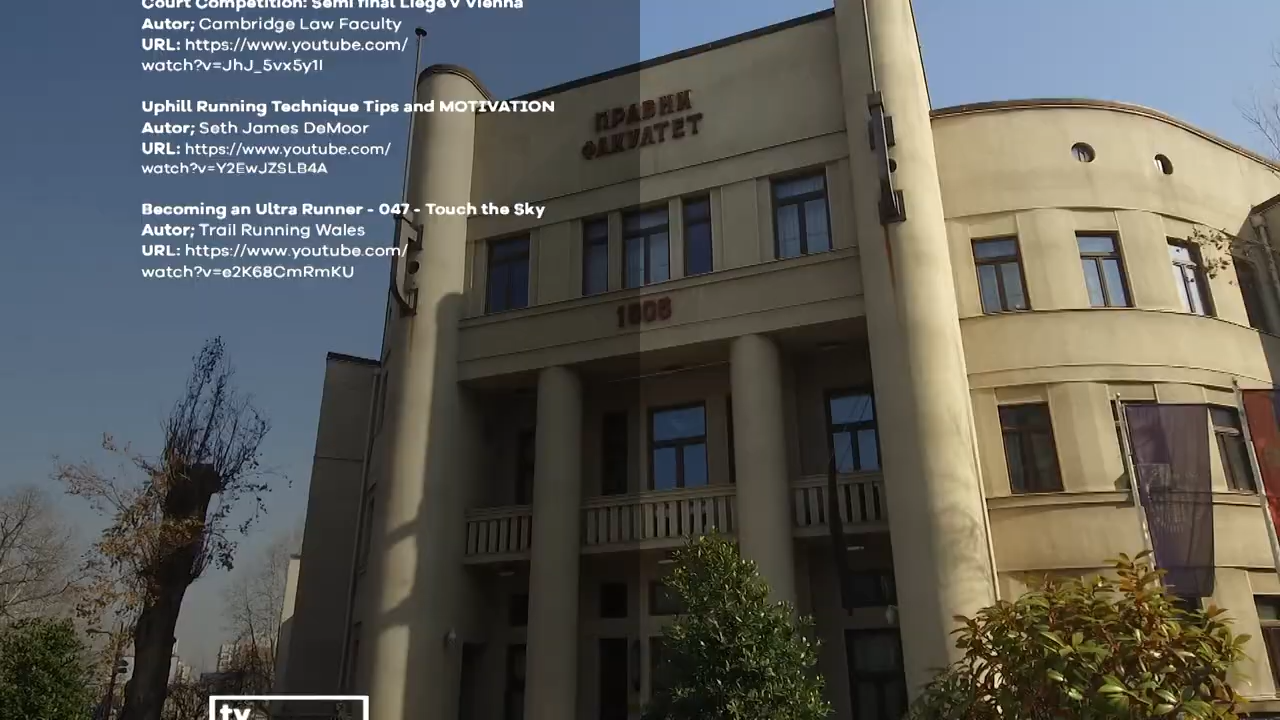 Court Competition: Semi final Liege v Vienna
Autor; Cambridge Law Faculty
URL: https://www.youtube.com/
watch?v=JhJ_5vx5y1I
Uphill Running Technique Tips and MOTIVATION
Autor; Seth James DeMoor
URL: https://www.youtube.com/
watch?v=Y2EwJZSLB4A
Becoming an Ultra Runner - 047 - Touch the Sky
Autor; Trail Running Wales
URL: https://www.youtube.com/
watch?v=e2K68CmRmKU
ПРАВНИ
ФАКУЛТЕТ
1808
tv